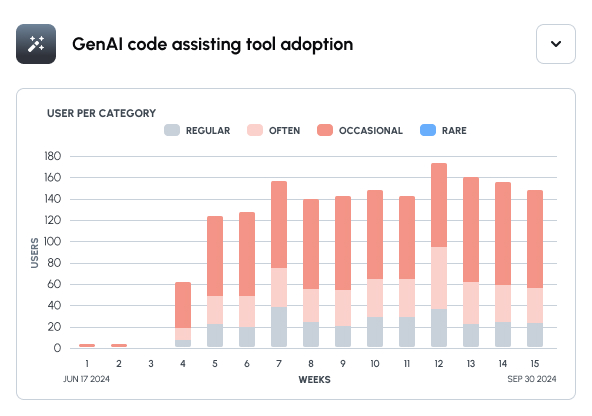 GenAI code assisting tool adoption
USER PER CATEGORY
REGULAR OFTEN OCCASIONAL RARE
180
160
140
120
100
80
60
40
20
0
USERS
1 2 3 4 5 6 7 8 9 10 11 12 13 14 15
JUN 17 2024 WEEKS SEP 30 2024